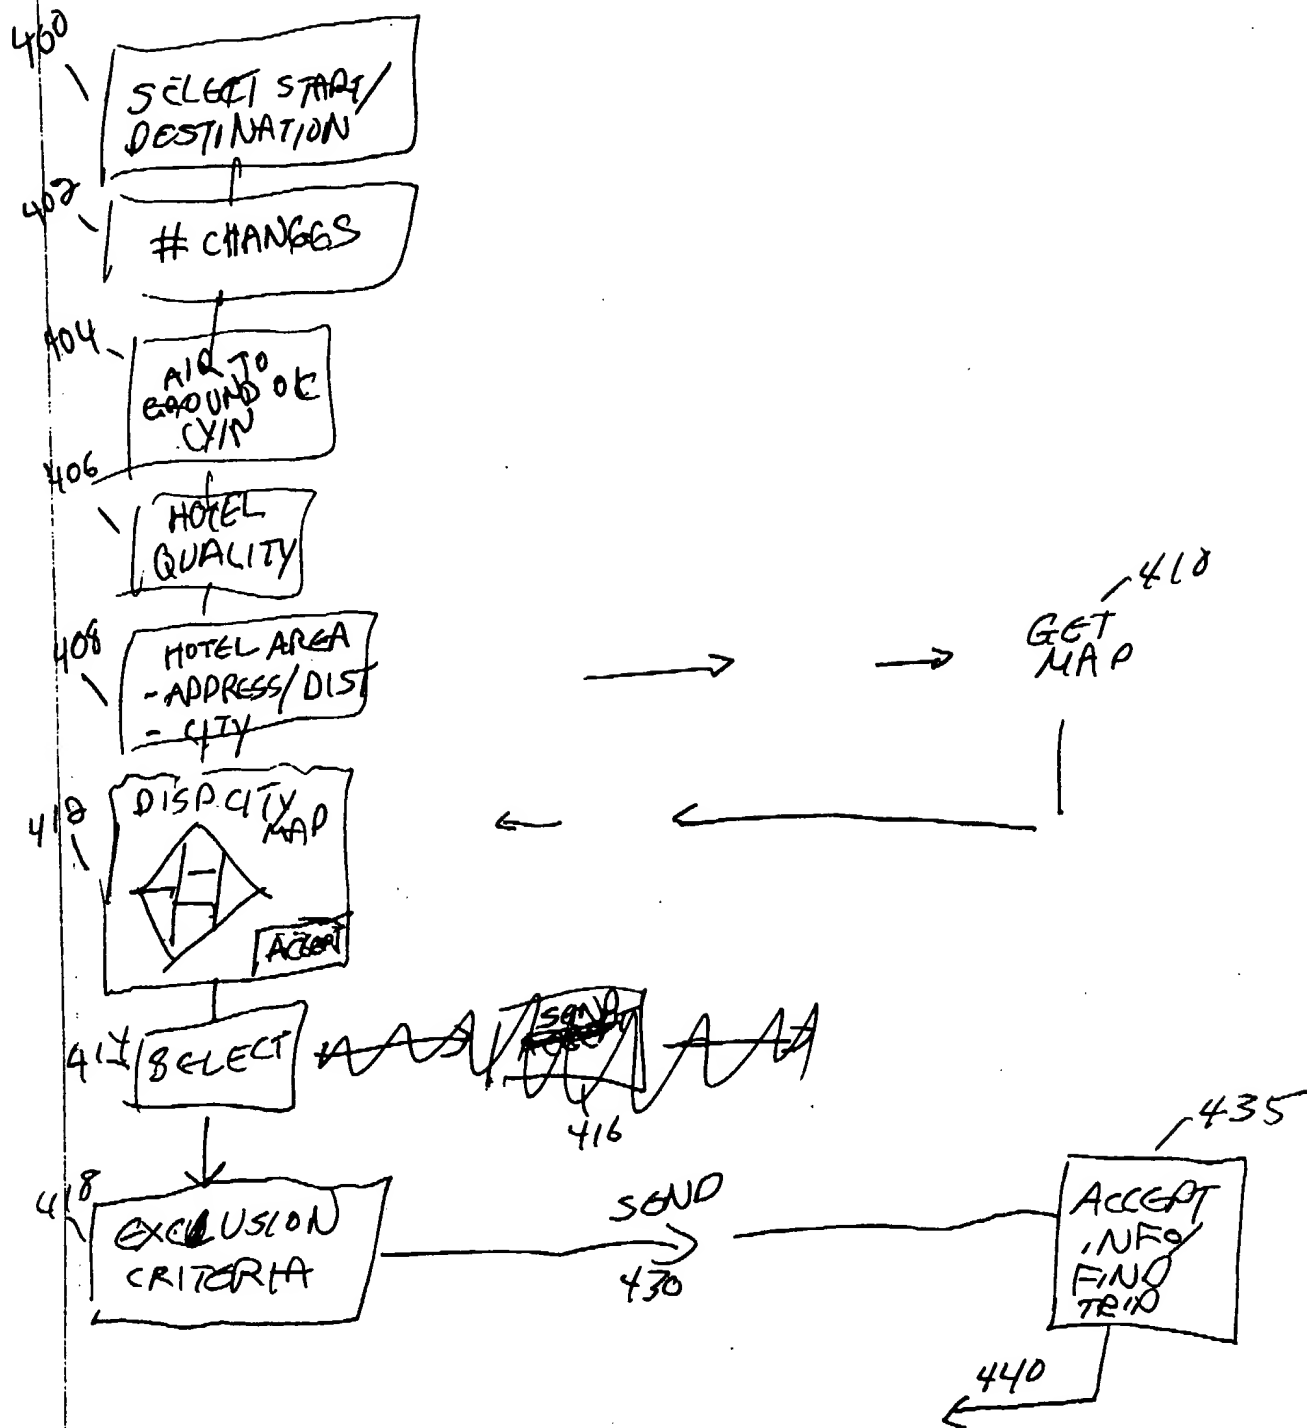 400
SELECT START/
DESTINATION
402
# CHANGES
404
AIR TO
GROUND OK
(Y/N
406
HOTEL
QUALITY
408
HOTEL AREA
- ADDRESS/DIST
- CITY
410
GET
MAP
412
DISP. CITY
MAP
ACCEPT
414
SELECT
SEND
416
418
EXCLUSION
CRITERIA
SEND
430
435
ACCEPT
INFO/
FIND
TRIP
440